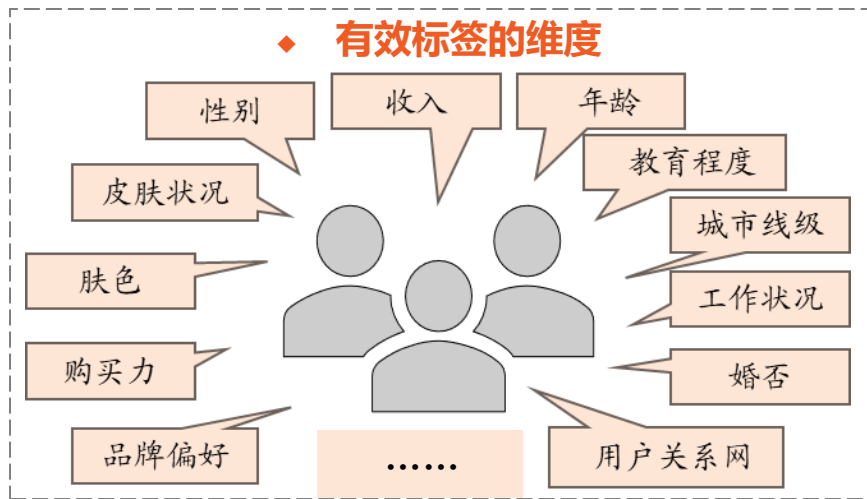 ◆ 有效标签的维度
性别
收入
年龄
教育程度
皮肤状况
城市线级
肤色
工作状况
购买力
婚否
品牌偏好
……
用户关系网